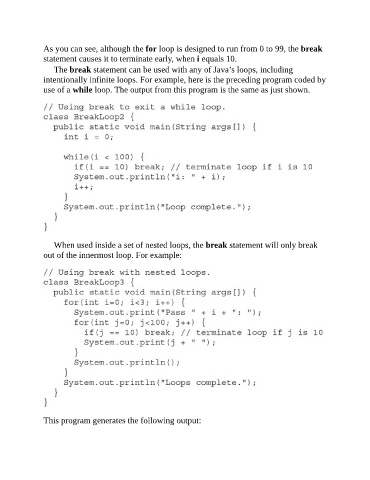 As you can see, although the for loop is designed to run from 0 to 99, the break
statement causes it to terminate early, when i equals 10.
The break statement can be used with any of Java's loops, including
intentionally infinite loops. For example, here is the preceding program coded by
use of a while loop. The output from this program is the same as just shown.
// Using break to exit a while loop.
class BreakLoop2 {
public static void main(String args[]) {
int i = 0;
while(i < 100) {
if(i == 10) break; // terminate loop if i is 10
System.out.println("i: " + i);
i++;
}
System.out.println("Loop complete.");
}
}
When used inside a set of nested loops, the break statement will only break
out of the innermost loop. For example:
// Using break with nested loops.
class BreakLoop3 {
public static void main(String args[]) {
for(int i=0; i<3; i++) {
System.out.print("Pass " + i + ": ");
for(int j=0; j<100; j++) {
if(j == 10) break; // terminate loop if j is 10
System.out.print(j + " ");
}
System.out.println();
}
System.out.println("Loops complete.");
}
}
This program generates the following output: